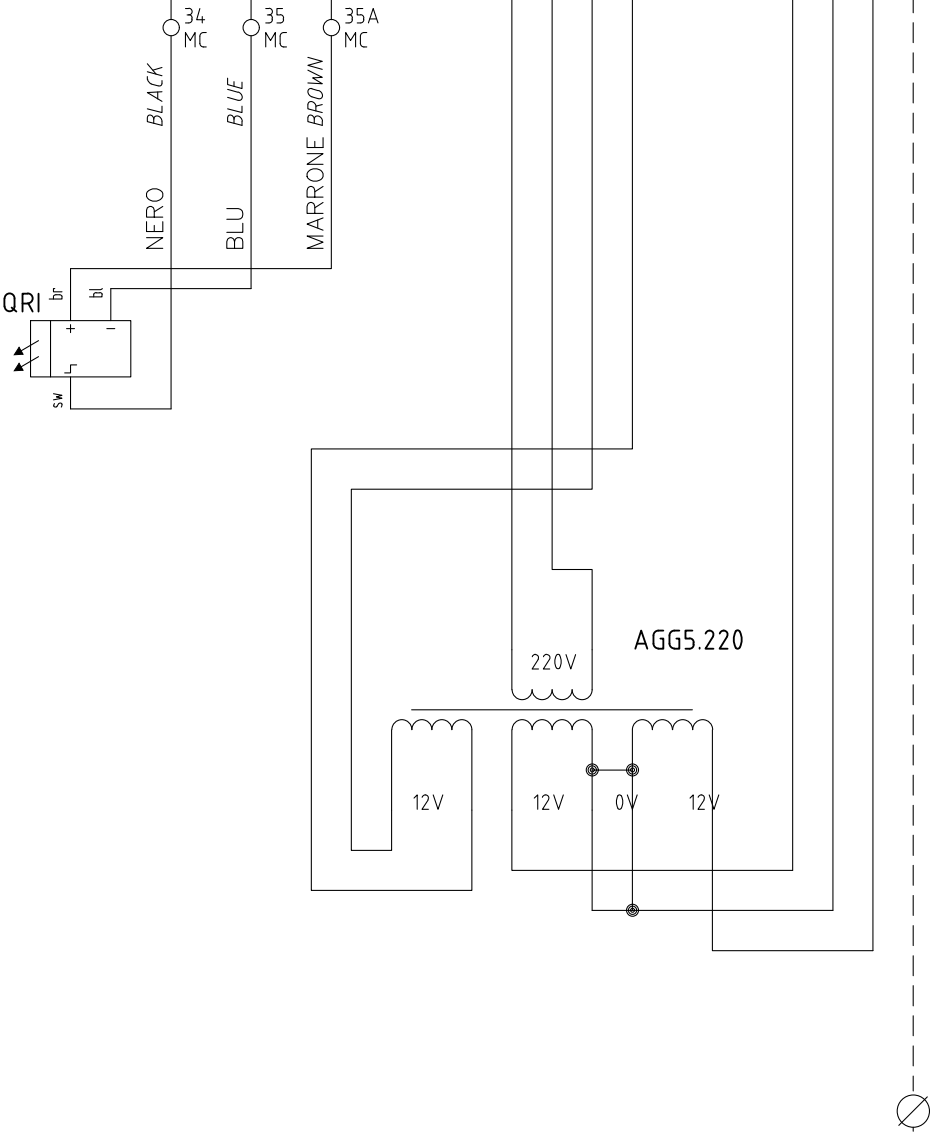 34
MC
35
MC
35A
MC
BLACK
BLUE
BROWN
NERO
BLU
MARRONE
br
bl
QRI
+
−
sw
AGG5.220
220V
12V
12V
0V
12V